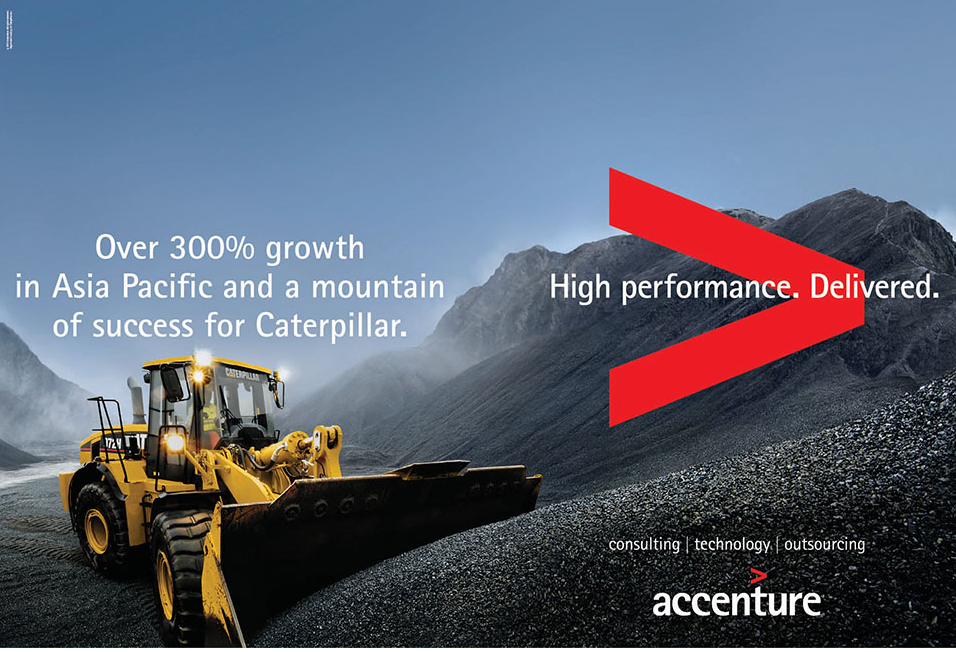 Over 300% growth
in Asia Pacific and a mountain
of success for Caterpillar.
High performance. Delivered.
CATERPILLAR
972H
consulting | technology | outsourcing
accenture